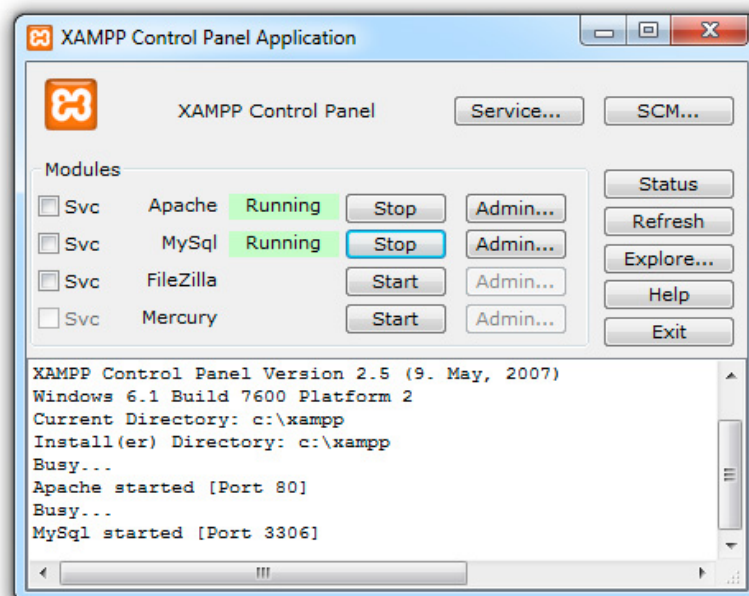 XAMPP Control Panel Application
XAMPP Control Panel Service... SCM...
Modules
Svc Apache Running Stop Admin...
Svc MySql Running Stop Admin...
Svc FileZilla Start Admin...
Svc Mercury Start Admin...
Status
Refresh
Explore...
Help
Exit
XAMPP Control Panel Version 2.5 (9. May, 2007)
Windows 6.1 Build 7600 Platform 2
Current Directory: c:\xampp
Install(er) Directory: c:\xampp
Busy...
Apache started [Port 80]
Busy...
MySql started [Port 3306]